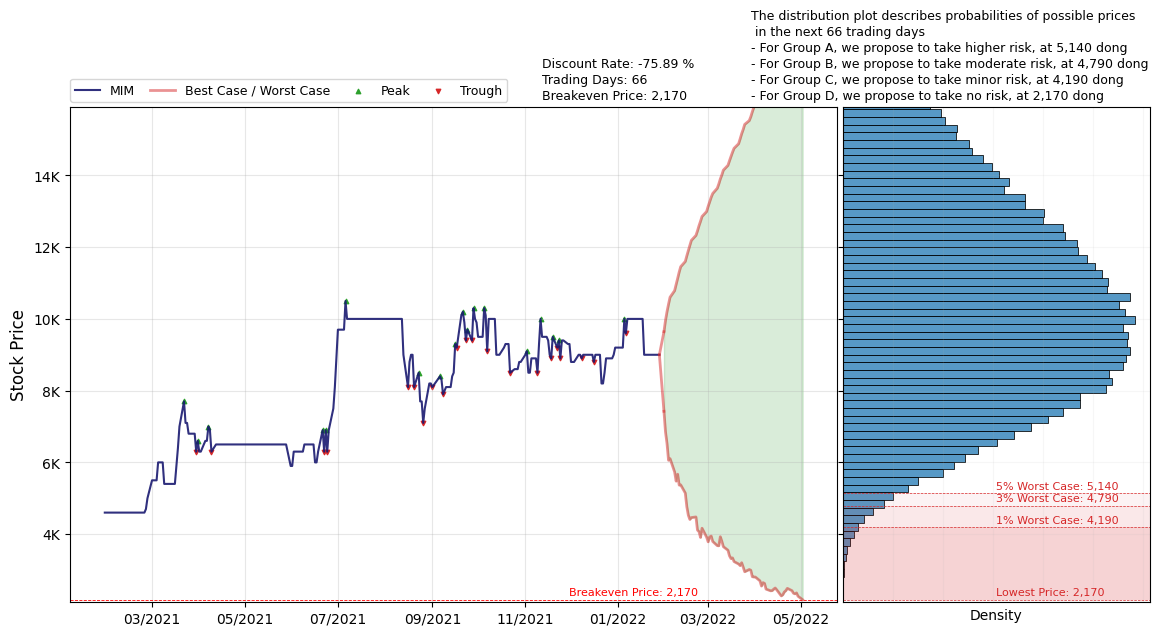 The distribution plot describes probabilities of possible prices
in the next 66 trading days
- For Group A, we propose to take higher risk, at 5,140 dong
- For Group B, we propose to take moderate risk, at 4,790 dong
- For Group C, we propose to take minor risk, at 4,190 dong
- For Group D, we propose to take no risk, at 2,170 dong
Discount Rate: -75.89 %
Trading Days: 66
Breakeven Price: 2,170
MIM
Best Case / Worst Case
Peak
Trough
Stock Price
14K
12K
10K
8K
6K
4K
5% Worst Case: 5,140
3% Worst Case: 4,790
1% Worst Case: 4,190
Breakeven Price: 2,170
Lowest Price: 2,170
03/2021
05/2021
07/2021
09/2021
11/2021
01/2022
03/2022
05/2022
Density